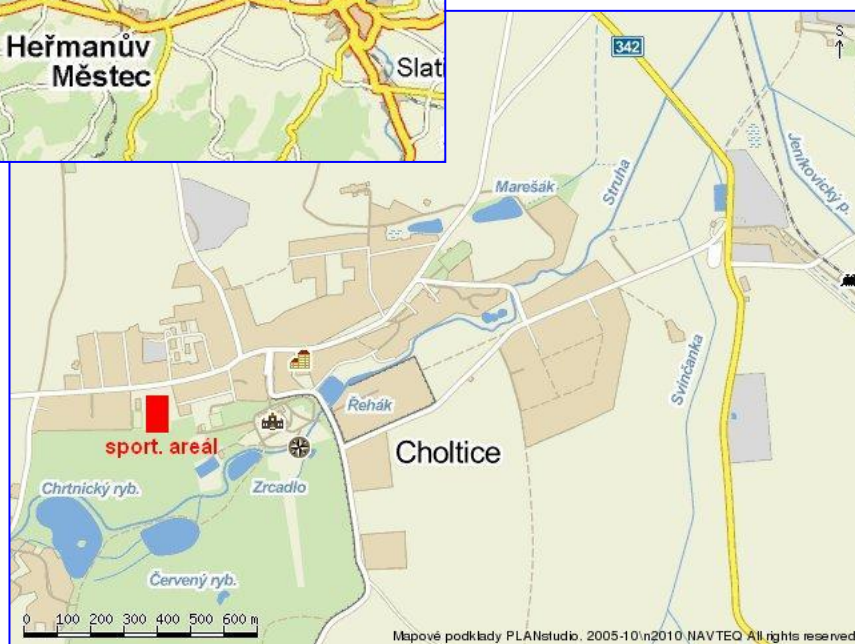 Heřmanův
Městec
Slati
342
S
Jeníkovický p.
Marešák
Struha
Svinčanka
Řehák
sport. areál
Choltice
Chrtnický ryb.
Zrcadlo
Červený ryb.
0 100 200 300 400 500 600 m
Mapové podklady PLANstudio, 2005-10\n2010 NAVTEQ All rights reserved